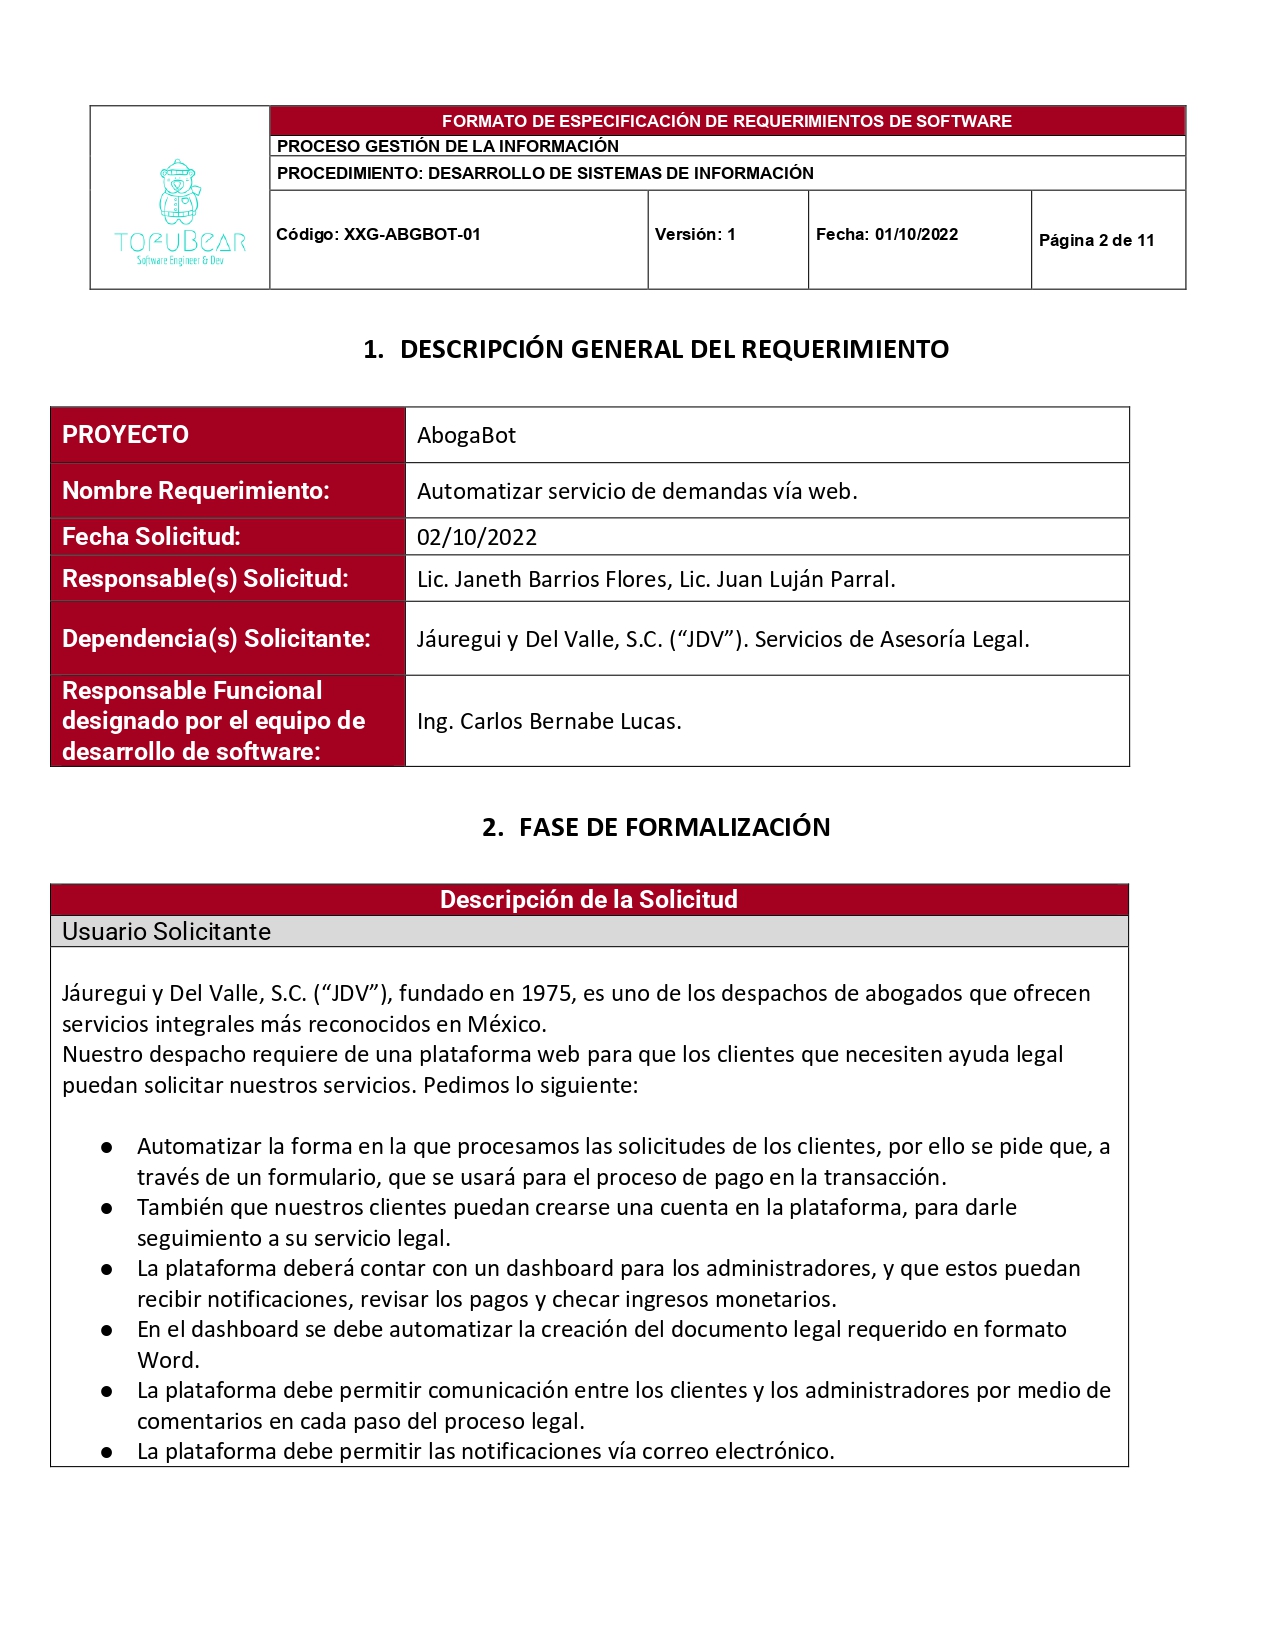 FORMATO DE ESPECIFICACIÓN DE REQUERIMIENTOS DE SOFTWARE
PROCESO GESTIÓN DE LA INFORMACIÓN
PROCEDIMIENTO: DESARROLLO DE SISTEMAS DE INFORMACIÓN
TOFUBEAR
Software Engineer & Dev
Código: XXG-ABGBOT-01
Versión: 1
Fecha: 01/10/2022
Página 2 de 11
1. DESCRIPCIÓN GENERAL DEL REQUERIMIENTO
PROYECTO
AbogaBot
Nombre Requerimiento:
Automatizar servicio de demandas vía web.
Fecha Solicitud:
02/10/2022
Responsable(s) Solicitud:
Lic. Janeth Barrios Flores, Lic. Juan Luján Parral.
Dependencia(s) Solicitante:
Jáuregui y Del Valle, S.C. (“JDV”). Servicios de Asesoría Legal.
Responsable Funcional
designado por el equipo de
desarrollo de software:
Ing. Carlos Bernabe Lucas.
2. FASE DE FORMALIZACIÓN
Descripción de la Solicitud
Usuario Solicitante
Jáuregui y Del Valle, S.C. (“JDV”), fundado en 1975, es uno de los despachos de abogados que ofrecen
servicios integrales más reconocidos en México.
Nuestro despacho requiere de una plataforma web para que los clientes que necesiten ayuda legal
puedan solicitar nuestros servicios. Pedimos lo siguiente:
● Automatizar la forma en la que procesamos las solicitudes de los clientes, por ello se pide que, a
través de un formulario, que se usará para el proceso de pago en la transacción.
● También que nuestros clientes puedan crearse una cuenta en la plataforma, para darle
seguimiento a su servicio legal.
● La plataforma deberá contar con un dashboard para los administradores, y que estos puedan
recibir notificaciones, revisar los pagos y checar ingresos monetarios.
● En el dashboard se debe automatizar la creación del documento legal requerido en formato
Word.
● La plataforma debe permitir comunicación entre los clientes y los administradores por medio de
comentarios en cada paso del proceso legal.
● La plataforma debe permitir las notificaciones vía correo electrónico.